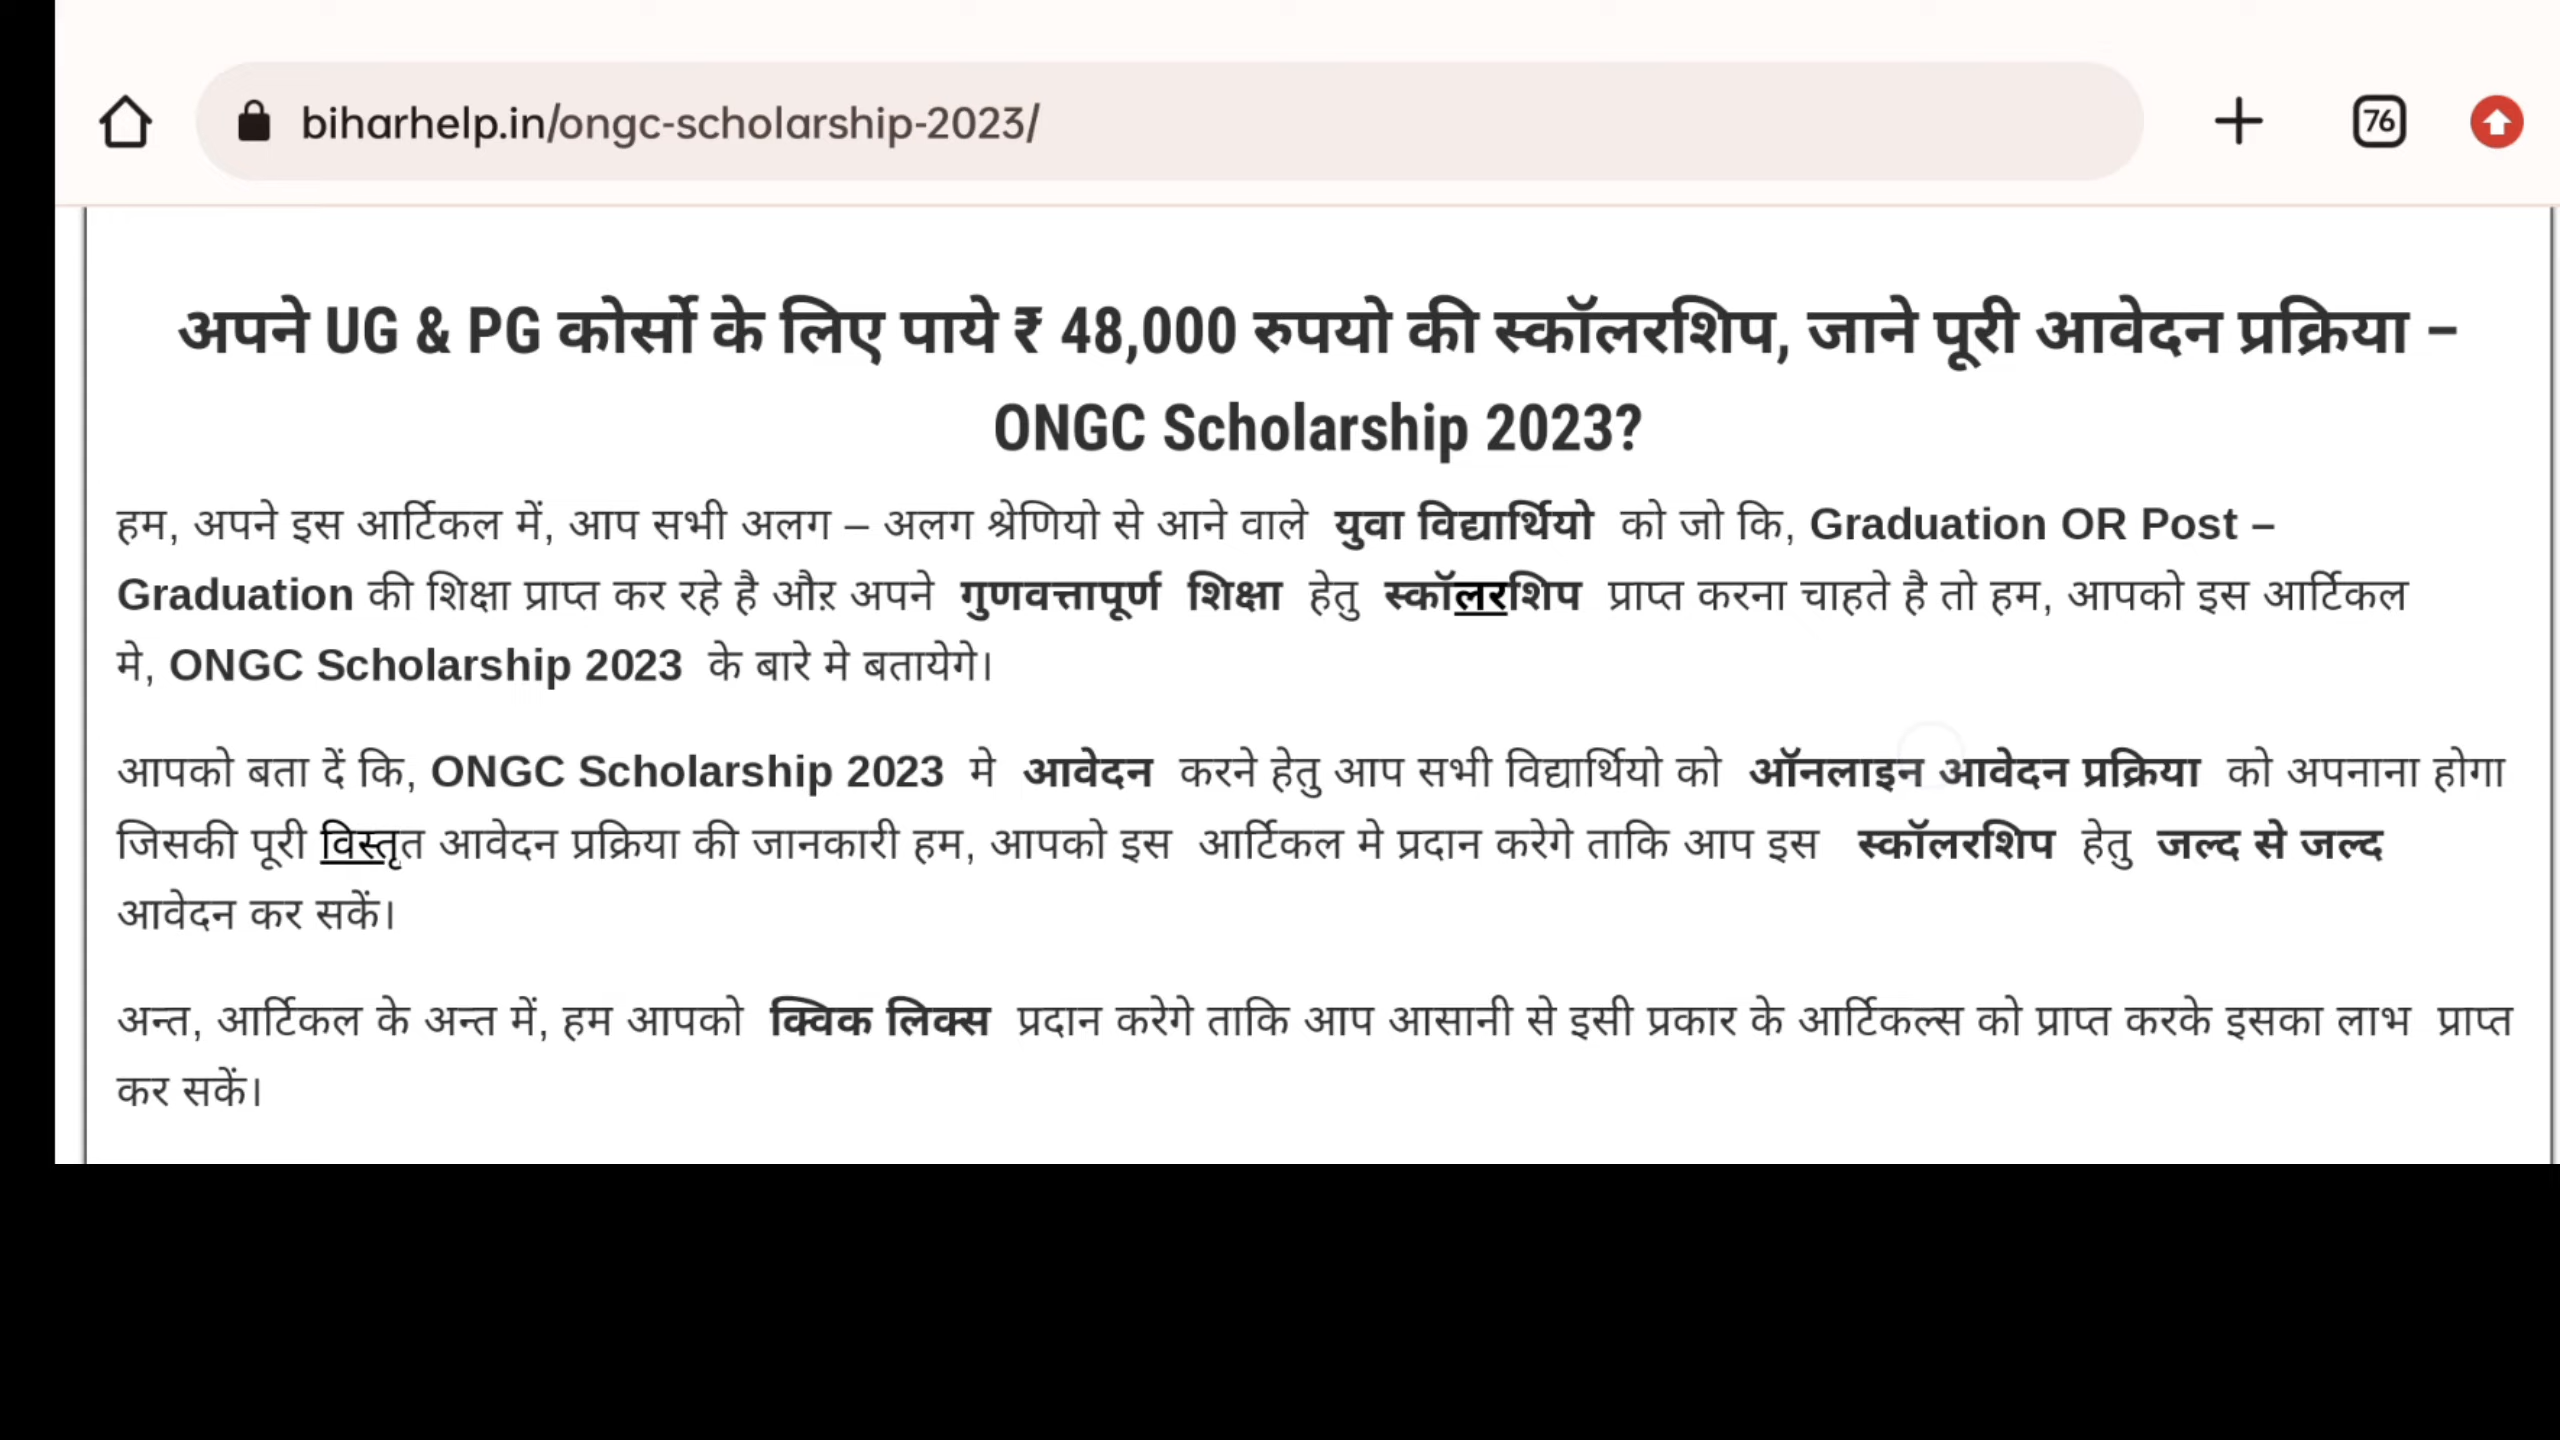 biharhelp.in/ongc-scholarship-2023/
76
अपने UG & PG कोर्सो के लिए पाये ₹ 48,000 रुपयो की स्कॉलरशिप, जाने पूरी आवेदन प्रक्रिया –
ONGC Scholarship 2023?
हम, अपने इस आर्टिकल में, आप सभी अलग – अलग श्रेणियो से आने वाले युवा विद्यार्थियो को जो कि, Graduation OR Post –
Graduation की शिक्षा प्राप्त कर रहे है औऱ अपने गुणवत्तापूर्ण शिक्षा हेतु स्कॉलरशिप प्राप्त करना चाहते है तो हम, आपको इस आर्टिकल
मे, ONGC Scholarship 2023 के बारे मे बतायेगे।
आपको बता दें कि, ONGC Scholarship 2023 मे आवेदन करने हेतु आप सभी विद्यार्थियो को ऑनलाइन आवेदन प्रक्रिया को अपनाना होगा
जिसकी पूरी विस्तृत आवेदन प्रक्रिया की जानकारी हम, आपको इस आर्टिकल मे प्रदान करेगे ताकि आप इस स्कॉलरशिप हेतु जल्द से जल्द
आवेदन कर सकें।
अन्त, आर्टिकल के अन्त में, हम आपको क्विक लिक्स प्रदान करेगे ताकि आप आसानी से इसी प्रकार के आर्टिकल्स को प्राप्त करके इसका लाभ प्राप्त
कर सकें।